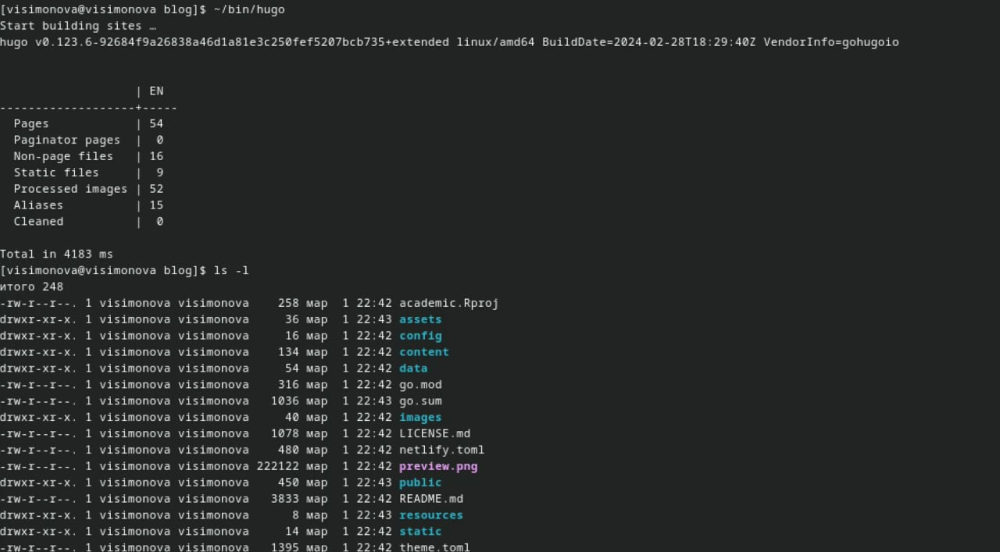 [visimonova@visimonova blog]$ ~/bin/hugo
Start building sites …
hugo v0.123.6-92684f9a26838a46d1a81e3c250fef5207bcb735+extended linux/amd64 BuildDate=2024-02-28T18:29:40Z VendorInfo=gohugoio
                   | EN
-------------------+-----
  Pages            | 54
  Paginator pages  |  0
  Non-page files   | 16
  Static files     |  9
  Processed images | 52
  Aliases          | 15
  Cleaned          |  0
Total in 4183 ms
[visimonova@visimonova blog]$ ls -l
итого 248
-rw-r--r--. 1 visimonova visimonova    258 мар  1 22:42 academic.Rproj
drwxr-xr-x. 1 visimonova visimonova     36 мар  1 22:43 assets
drwxr-xr-x. 1 visimonova visimonova     16 мар  1 22:42 config
drwxr-xr-x. 1 visimonova visimonova    134 мар  1 22:42 content
drwxr-xr-x. 1 visimonova visimonova     54 мар  1 22:42 data
-rw-r--r--. 1 visimonova visimonova    316 мар  1 22:42 go.mod
-rw-r--r--. 1 visimonova visimonova   1036 мар  1 22:43 go.sum
drwxr-xr-x. 1 visimonova visimonova     40 мар  1 22:42 images
-rw-r--r--. 1 visimonova visimonova   1078 мар  1 22:42 LICENSE.md
-rw-r--r--. 1 visimonova visimonova    480 мар  1 22:42 netlify.toml
-rw-r--r--. 1 visimonova visimonova 222122 мар  1 22:42 preview.png
drwxr-xr-x. 1 visimonova visimonova    450 мар  1 22:43 public
-rw-r--r--. 1 visimonova visimonova   3833 мар  1 22:42 README.md
drwxr-xr-x. 1 visimonova visimonova      8 мар  1 22:43 resources
drwxr-xr-x. 1 visimonova visimonova     14 мар  1 22:42 static
-rw-r--r--. 1 visimonova visimonova   1395 мар  1 22:42 theme.toml